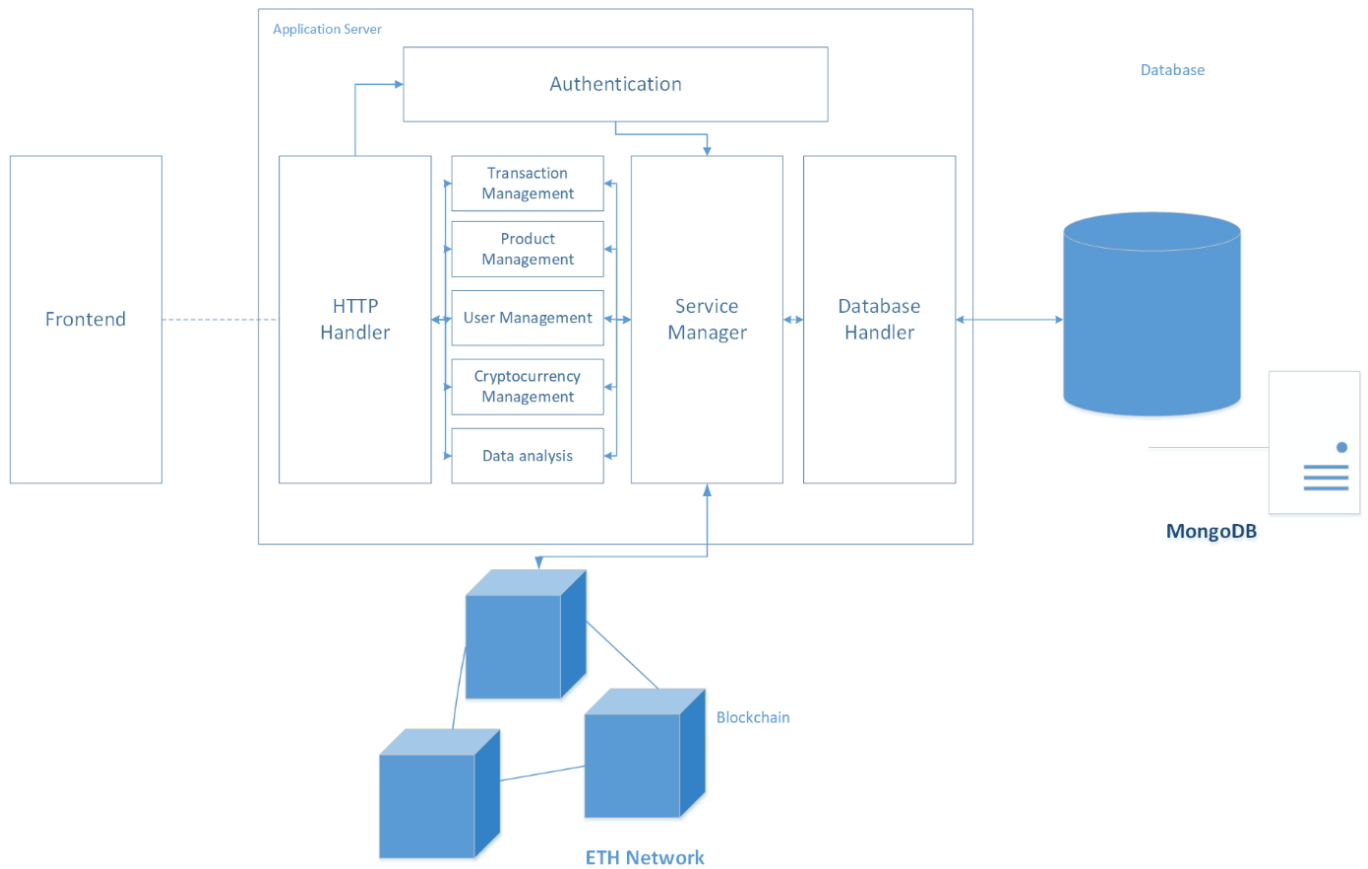 Application Server
Authentication
Database
Frontend
HTTP
Handler
Transaction
Management
Product
Management
User Management
Cryptocurrency
Management
Data analysis
Service
Manager
Database
Handler
MongoDB
Blockchain
ETH Network